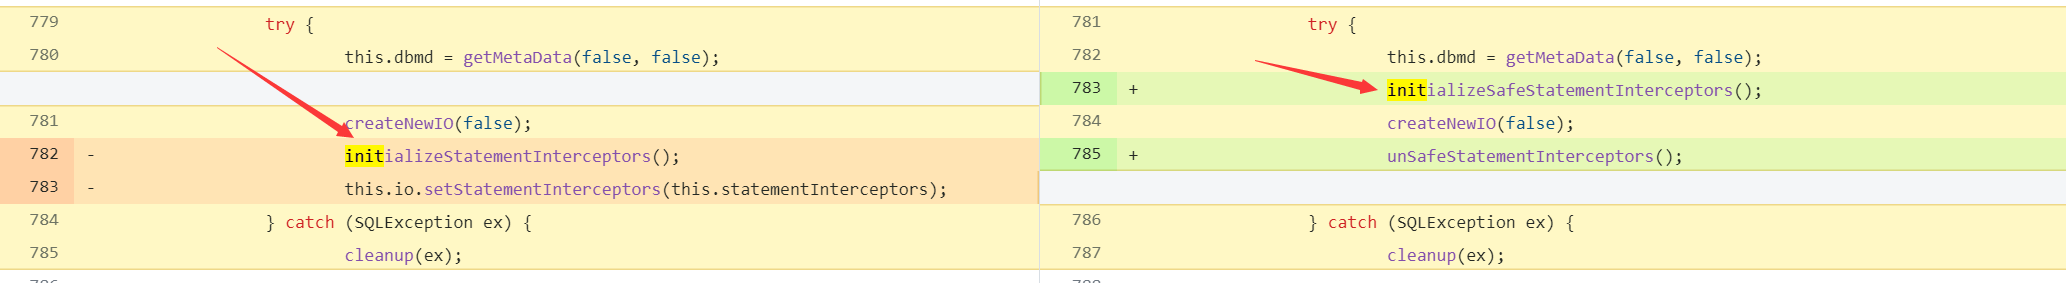 779 try {
780 this.dbmd = getMetaData(false, false);
781 createNewIO(false);
782 - initializeStatementInterceptors();
783 - this.io.setStatementInterceptors(this.statementInterceptors);
784 } catch (SQLException ex) {
785 cleanup(ex);
781 try {
782 this.dbmd = getMetaData(false, false);
783 + initializeSafeStatementInterceptors();
784 createNewIO(false);
785 + unSafeStatementInterceptors();
786 } catch (SQLException ex) {
787 cleanup(ex);